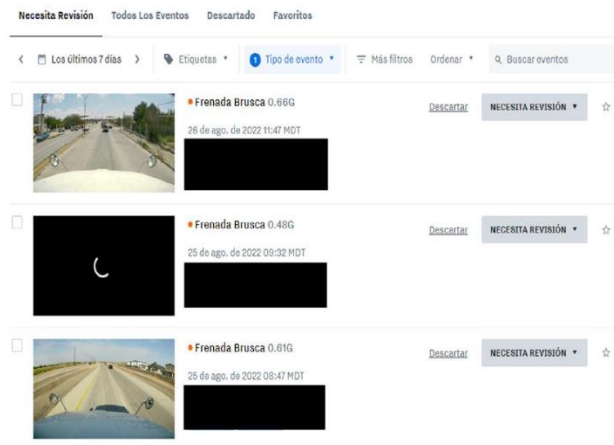 Necesita Revisión Todos Los Eventos Descartado Favoritos
Los últimos 7 días Etiquetas 1 Tipo de evento Más filtros Ordenar Buscar eventos
Frenada Brusca 0.66G
Descartar NECESITA REVISIÓN
26 de ago. de 2022 11:47 MDT
Frenada Brusca 0.48G
Descartar NECESITA REVISIÓN
25 de ago. de 2022 09:32 MDT
Frenada Brusca 0.61G
Descartar NECESITA REVISIÓN
25 de ago. de 2022 08:47 MDT